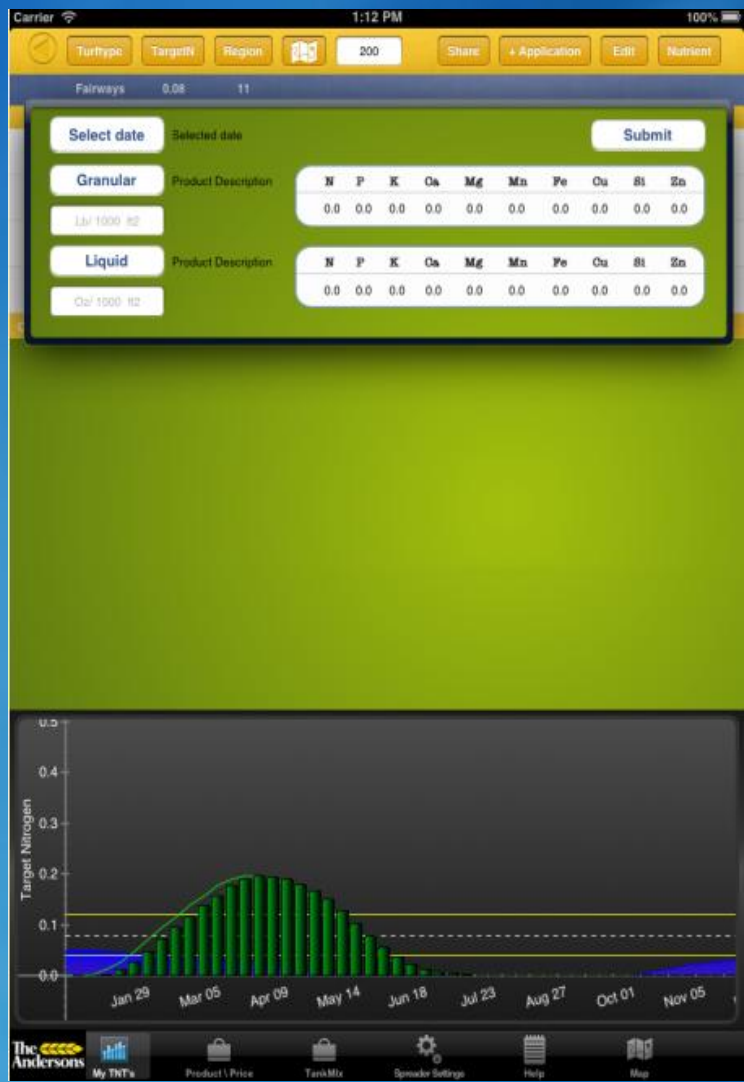 Carrier 1:12 PM 100%
Turftype TargetN Region 200 Share + Application Edit Nutrient
Fairways 0.08 11
Select date Selected date Submit
Granular Product Description N P K Ca Mg Mn Fe Cu Si Zn
Lb/ 1000 ft2 0.0 0.0 0.0 0.0 0.0 0.0 0.0 0.0 0.0 0.0
Liquid Product Description N P K Ca Mg Mn Fe Cu Si Zn
Oz/ 1000 ft2 0.0 0.0 0.0 0.0 0.0 0.0 0.0 0.0 0.0 0.0
0.5
0.4
0.3
0.2
0.1
0.0
Target Nitrogen
Jan 29 Mar 05 Apr 09 May 14 Jun 18 Jul 23 Aug 27 Oct 01 Nov 05
The Andersons
My TNT's Product \ Price TankMix Spreader Settings Help Map